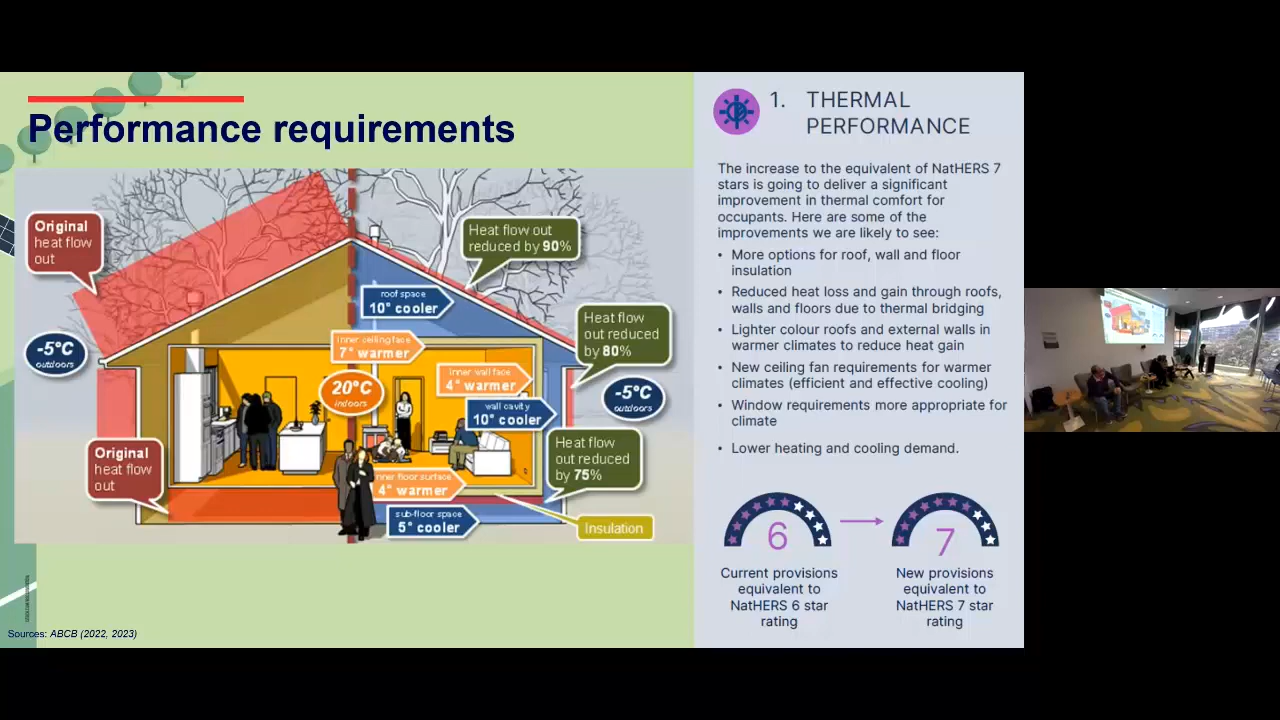 Performance requirements
Original
heat flow
out
-5°C
outdoors
Original
heat flow
out
Heat flow out
reduced by 90%
roof space
10° cooler
inner ceiling face
7° warmer
20°C
indoors
inner wall face
4° warmer
wall cavity
10° cooler
Heat flow
out reduced
by 80%
-5°C
outdoors
Heat flow
out reduced
by 75%
inner floor surface
4° warmer
sub-floor space
5° cooler
Insulation
Sources: ABCB (2022, 2023)
1. THERMAL
PERFORMANCE
The increase to the equivalent of NatHERS 7
stars is going to deliver a significant
improvement in thermal comfort for
occupants. Here are some of the
improvements we are likely to see:
• More options for roof, wall and floor
insulation
• Reduced heat loss and gain through roofs,
walls and floors due to thermal bridging
• Lighter colour roofs and external walls in
warmer climates to reduce heat gain
• New ceiling fan requirements for warmer
climates (efficient and effective cooling)
• Window requirements more appropriate for
climate
• Lower heating and cooling demand.
6
Current provisions
equivalent to
NatHERS 6 star
rating
7
New provisions
equivalent to
NatHERS 7 star
rating